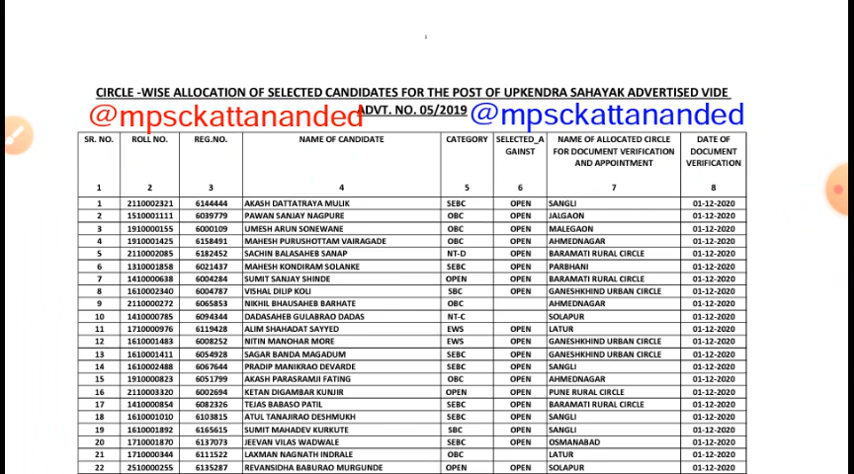 1
CIRCLE -WISE ALLOCATION OF SELECTED CANDIDATES FOR THE POST OF UPKENDRA SAHAYAK ADVERTISED VIDE
ADVT. NO. 05/2019
@mpsckattananded @mpsckattananded
SR. NO. ROLL NO. REG.NO. NAME OF CANDIDATE CATEGORY SELECTED_A GAINST NAME OF ALLOCATED CIRCLE FOR DOCUMENT VERIFICATION AND APPOINTMENT DATE OF DOCUMENT VERIFICATION
1 2 3 4 5 6 7 8
1 2110002321 6144444 AKASH DATTATRAYA MULIK SEBC OPEN SANGLI 01-12-2020
2 1510001111 6039779 PAWAN SANJAY NAGPURE OBC OPEN JALGAON 01-12-2020
3 1910000155 6000109 UMESH ARUN SONEWANE OBC OPEN MALEGAON 01-12-2020
4 1910001425 6158491 MAHESH PURUSHOTTAM VAIRAGADE OBC OPEN AHMEDNAGAR 01-12-2020
5 2110002085 6182452 SACHIN BALASAHEB SANAP NT-D OPEN BARAMATI RURAL CIRCLE 01-12-2020
6 1310001858 6021437 MAHESH KONDIRAM SOLANKE SEBC OPEN PARBHANI 01-12-2020
7 1410000638 6004284 SUMIT SANJAY SHINDE OPEN OPEN BARAMATI RURAL CIRCLE 01-12-2020
8 1610002340 6004787 VISHAL DILIP KOLI SBC OPEN GANESHKHIND URBAN CIRCLE 01-12-2020
9 2110000272 6065853 NIKHIL BHAUSAHEB BARHATE OBC AHMEDNAGAR 01-12-2020
10 1410000785 6094344 DADASAHEB GULABRAO DADAS NT-C SOLAPUR 01-12-2020
11 1710000976 6119428 ALIM SHAHADAT SAYYED EWS OPEN LATUR 01-12-2020
12 1610001483 6008252 NITIN MANOHAR MORE EWS OPEN GANESHKHIND URBAN CIRCLE 01-12-2020
13 1610001411 6054928 SAGAR BANDA MAGADUM SEBC OPEN GANESHKHIND URBAN CIRCLE 01-12-2020
14 1610002488 6067644 PRADIP MANIKRAO DEVARDE SEBC OPEN SANGLI 01-12-2020
15 1910000823 6051799 AKASH PARASRAMJI FATING OBC OPEN AHMEDNAGAR 01-12-2020
16 2110003320 6002694 KETAN DIGAMBAR KUNJIR OPEN OPEN PUNE RURAL CIRCLE 01-12-2020
17 1410000854 6082326 TEJAS BABASO PATIL SEBC OPEN BARAMATI RURAL CIRCLE 01-12-2020
18 1610001010 6103815 ATUL TANAJIRAO DESHMUKH SEBC OPEN SANGLI 01-12-2020
19 1610001892 6165615 SUMIT MAHADEV KURKUTE SBC OPEN SANGLI 01-12-2020
20 1710001870 6137073 JEEVAN VILAS WADWALE SEBC OPEN OSMANABAD 01-12-2020
21 1710000344 6111522 LAXMAN NAGNATH INDRALE OBC LATUR 01-12-2020
22 2510000255 6135287 REVANSIDHA BABURAO MURGUNDE OPEN OPEN SOLAPUR 01-12-2020